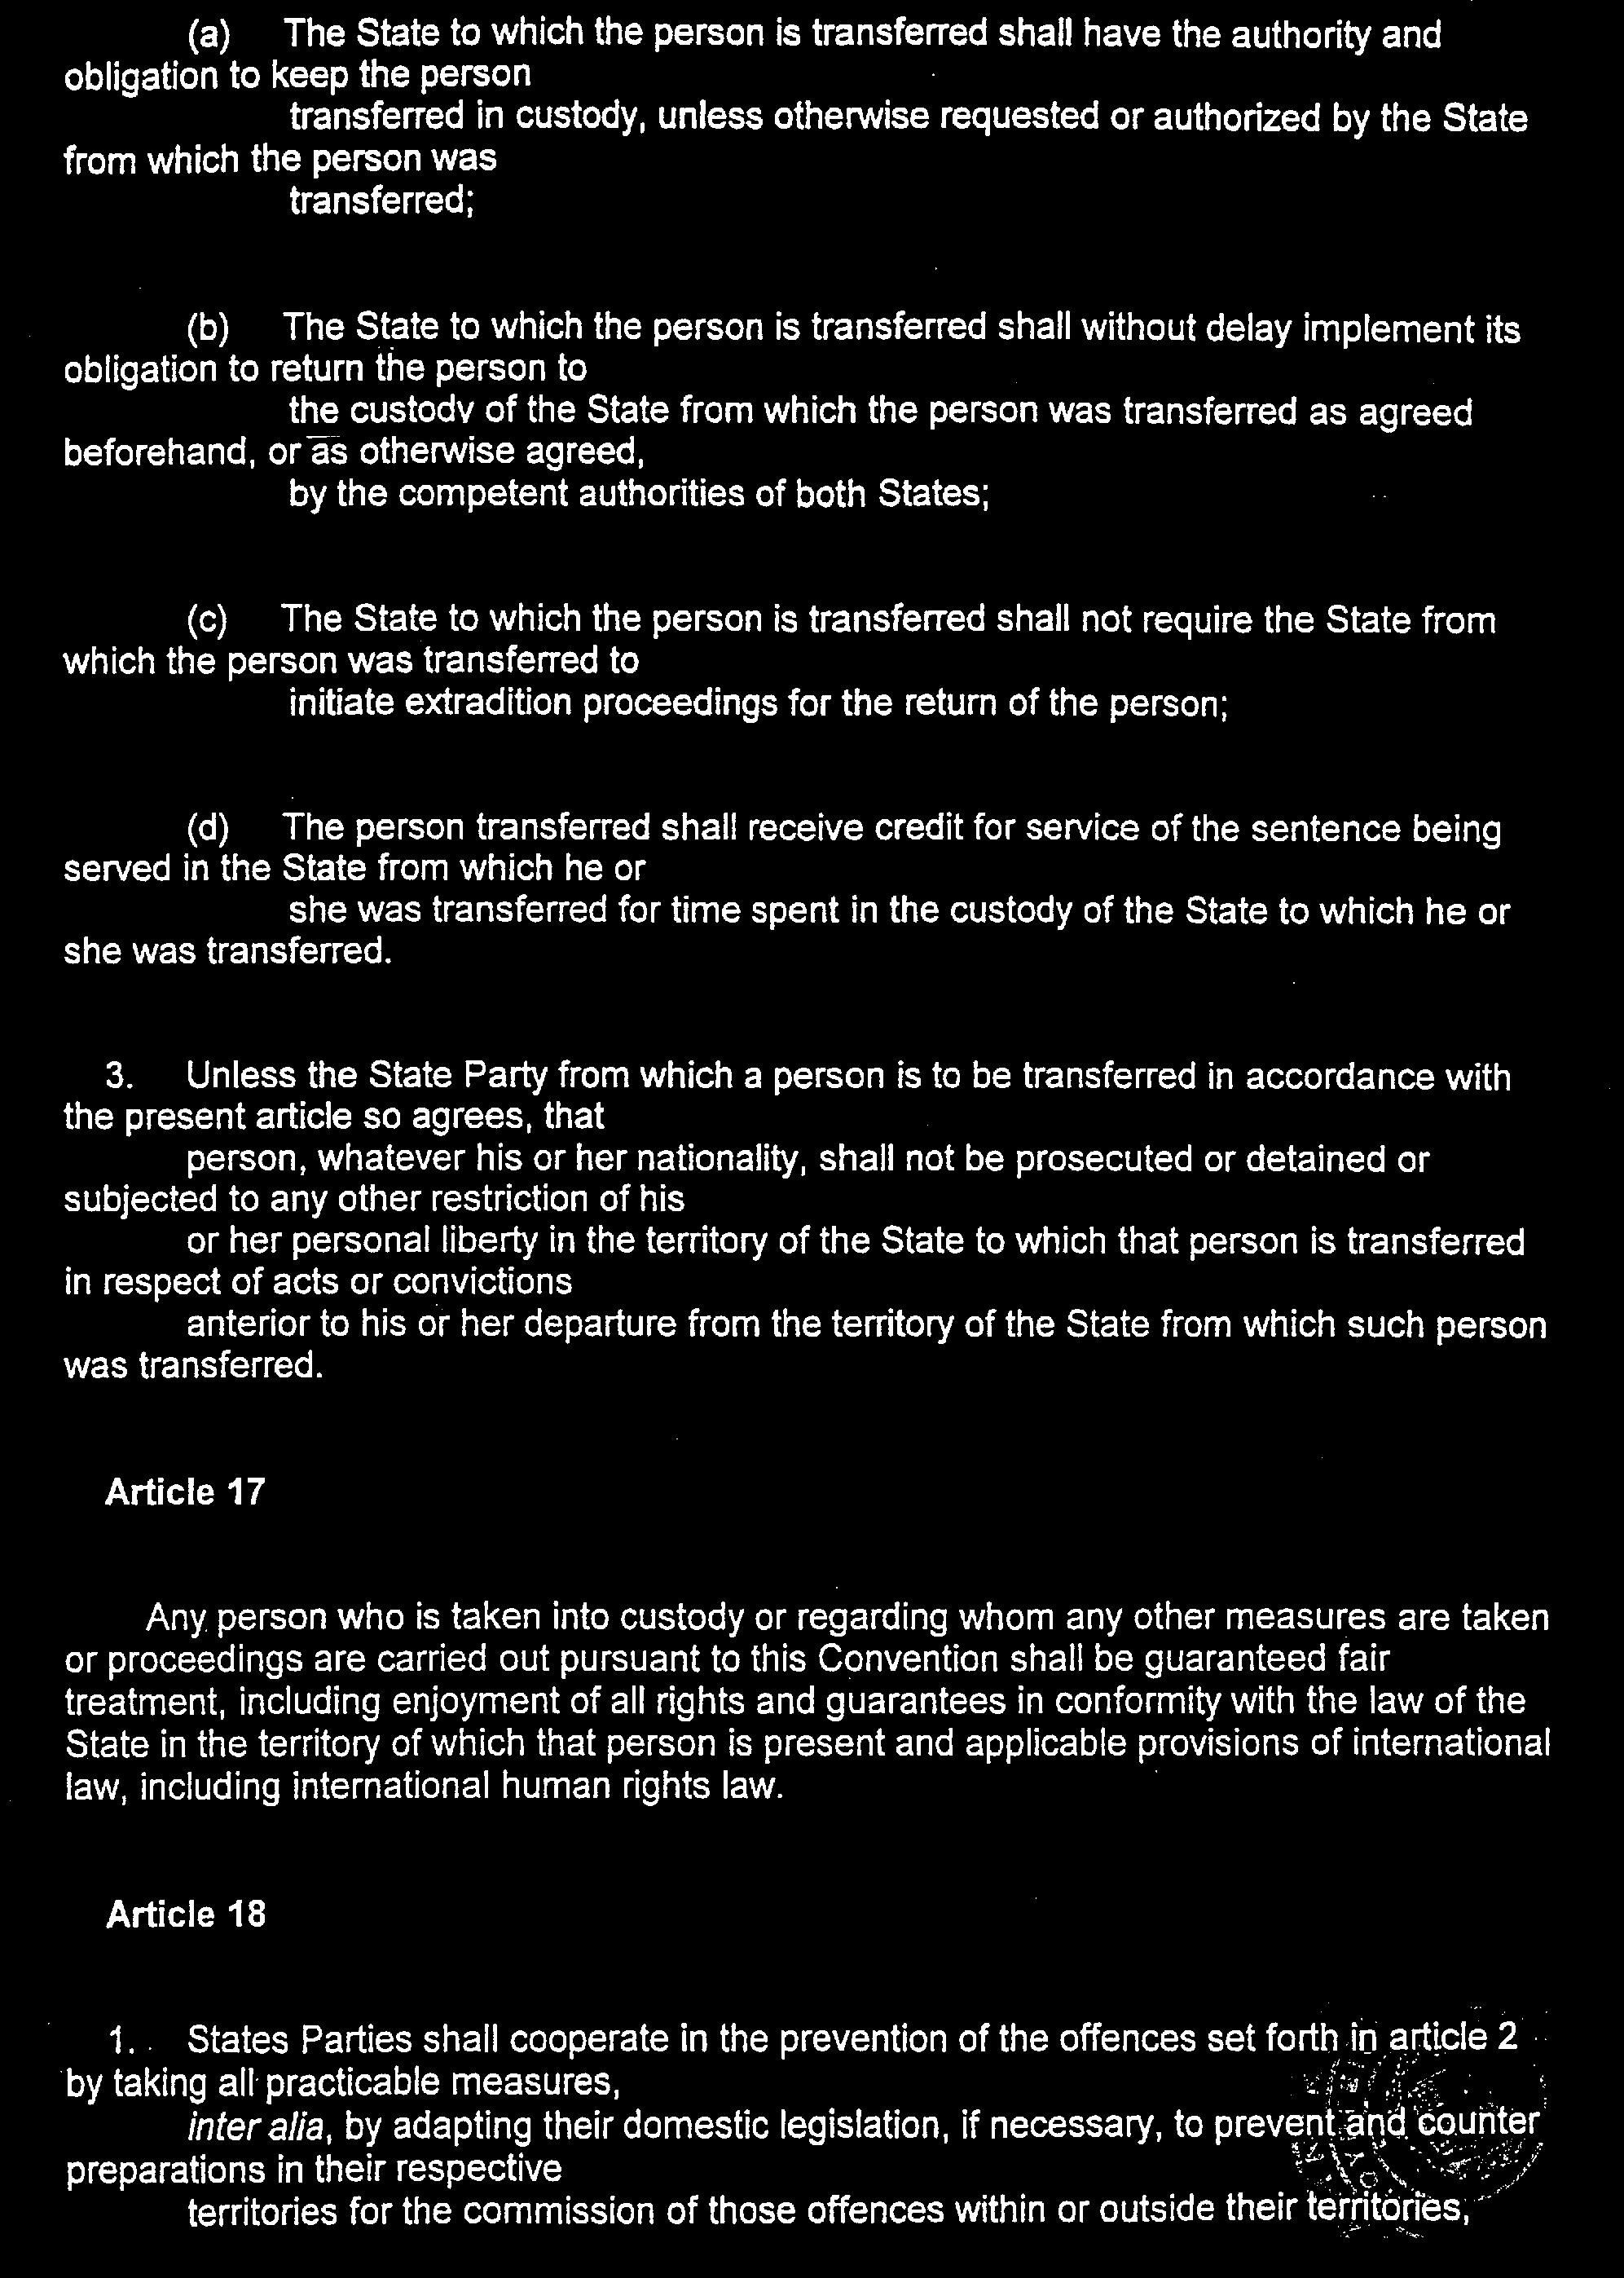 (a) The State to which the person is transferred shall have the authority and
obligation to keep the person
transferred in custody, unless otherwise requested or authorized by the State
from which the person was
transferred;
(b) The State to which the person is transferred shall without delay implement its
obligation to return the person to
the custody of the State from which the person was transferred as agreed
beforehand, or as otherwise agreed,
by the competent authorities of both States;
(c) The State to which the person is transferred shall not require the State from
which the person was transferred to
initiate extradition proceedings for the return of the person;
(d) The person transferred shall receive credit for service of the sentence being
served in the State from which he or
she was transferred for time spent in the custody of the State to which he or
she was transferred.
3. Unless the State Party from which a person is to be transferred in accordance with
the present article so agrees, that
person, whatever his or her nationality, shall not be prosecuted or detained or
subjected to any other restriction of his
or her personal liberty in the territory of the State to which that person is transferred
in respect of acts or convictions
anterior to his or her departure from the territory of the State from which such person
was transferred.
Article 17
Any person who is taken into custody or regarding whom any other measures are taken
or proceedings are carried out pursuant to this Convention shall be guaranteed fair
treatment, including enjoyment of all rights and guarantees in conformity with the law of the
State in the territory of which that person is present and applicable provisions of international
law, including international human rights law.
Article 18
1. States Parties shall cooperate in the prevention of the offences set forth in article 2
by taking all practicable measures,
inter alia, by adapting their domestic legislation, if necessary, to prevent and counter
preparations in their respective
territories for the commission of those offences within or outside their territories,